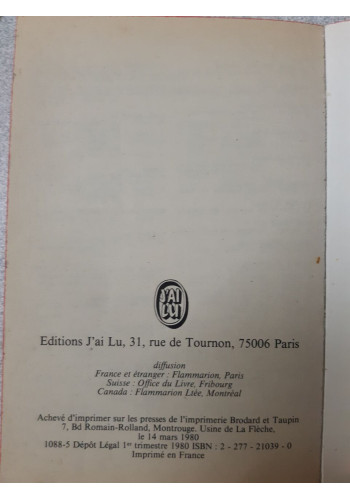 J'AI
LU
Editions J'ai Lu, 31, rue de Tournon, 75006 Paris
diffusion
France et étranger : Flammarion, Paris
Suisse : Office du Livre, Fribourg
Canada : Flammarion Ltée, Montréal
Achevé d'imprimer sur les presses de l'imprimerie Brodard et Taupin
7, Bd Romain-Rolland, Montrouge. Usine de La Flèche,
le 14 mars 1980
1088-5 Dépôt Légal 1er trimestre 1980 ISBN : 2 - 277 - 21039 - 0
Imprimé en France